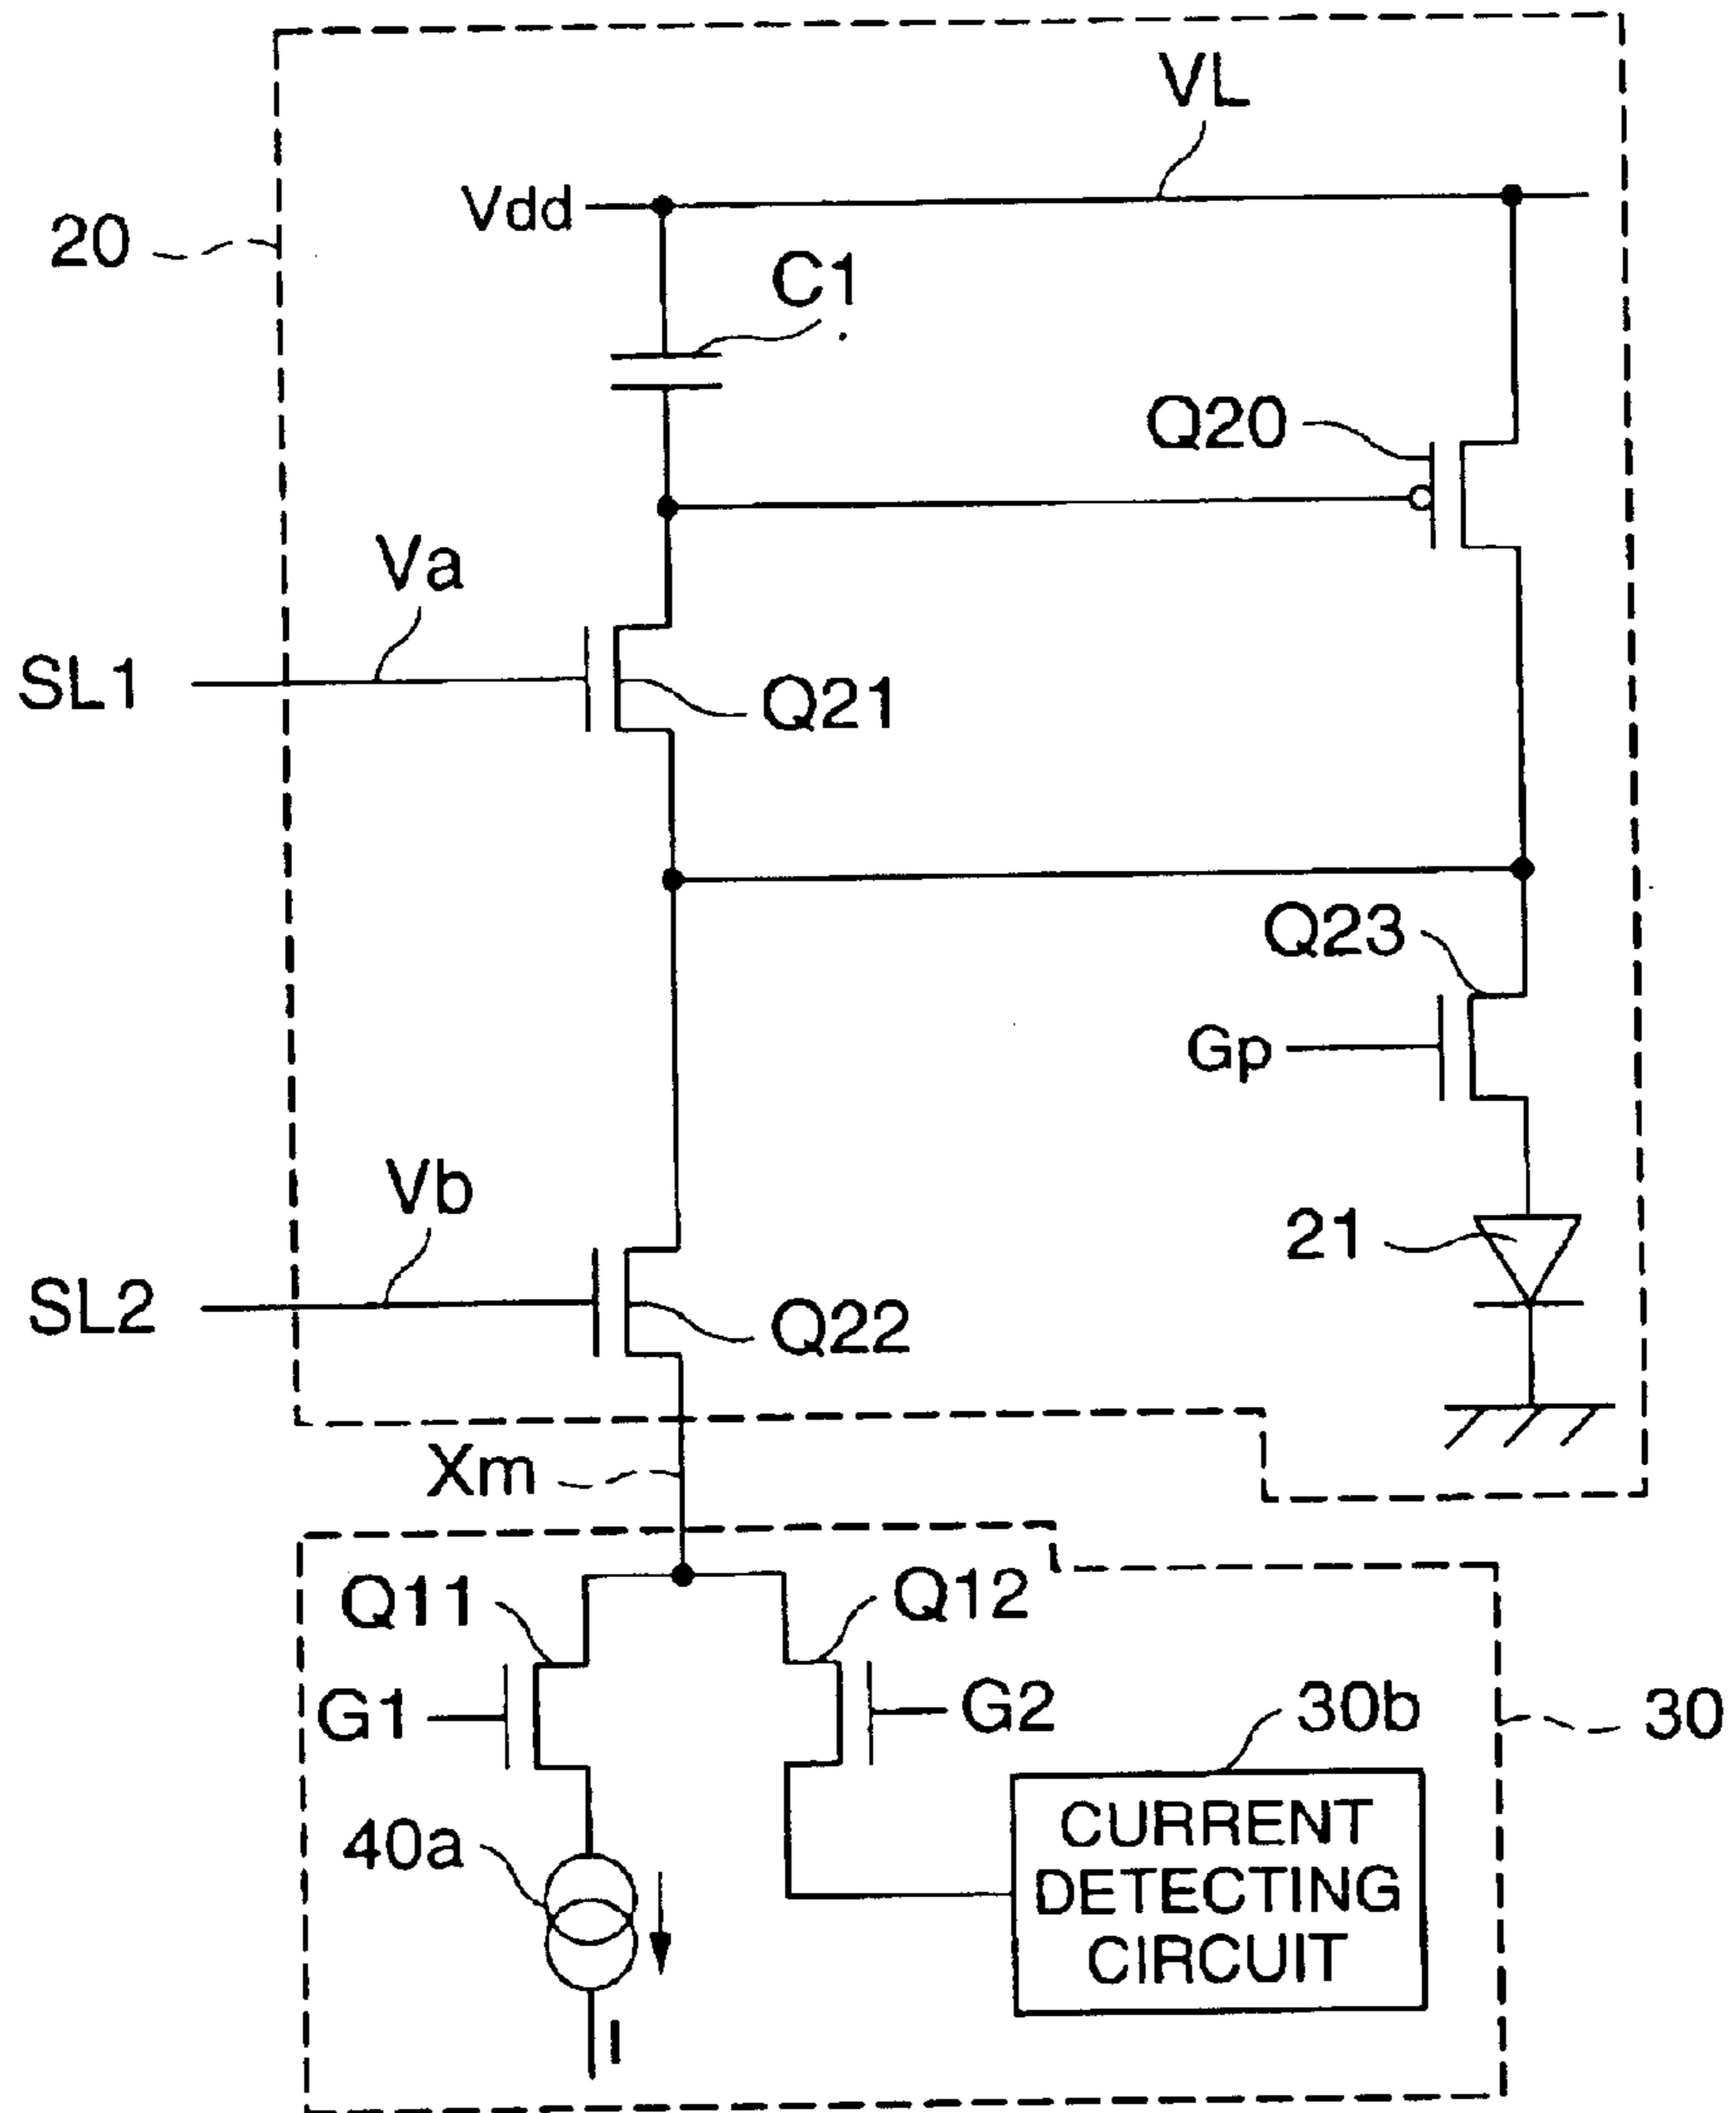 VL
Vdd
20
C1
Q20
Va
SL1
Q21
Q23
Gp
Vb
21
SL2
Q22
Xm
Q11
Q12
G1
G2
30b
30
40a
CURRENT
DETECTING
CIRCUIT
I